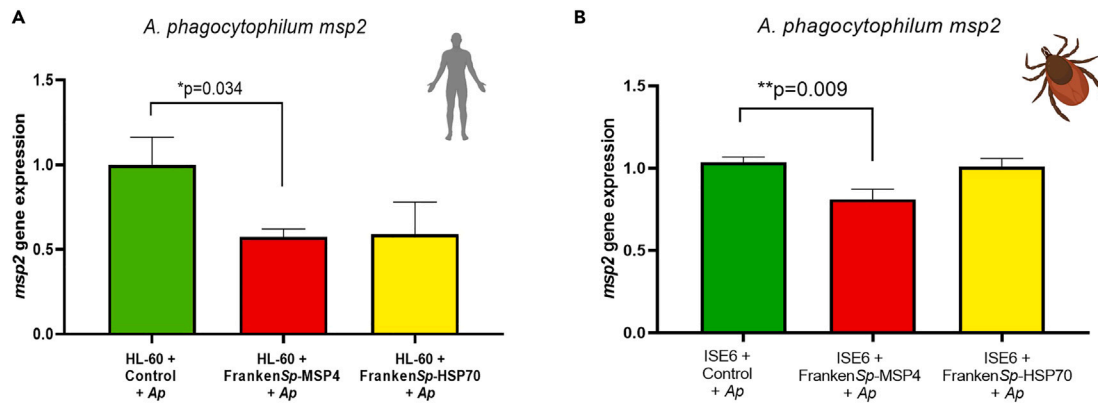 A
A. phagocytophilum msp2
1.5
1.0
0.5
0.0
msp2 gene expression
*p=0.034
HL-60 +
Control
+ Ap
HL-60 +
FrankenSp-MSP4
+ Ap
HL-60 +
FrankenSp-HSP70
+ Ap
B
A. phagocytophilum msp2
1.5
1.0
0.5
0.0
msp2 gene expression
**p=0.009
ISE6 +
Control
+ Ap
ISE6 +
FrankenSp-MSP4
+ Ap
ISE6 +
FrankenSp-HSP70
+ Ap